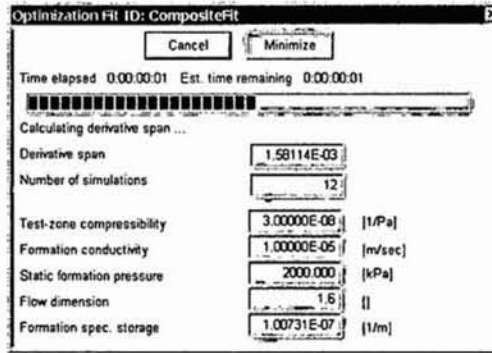 Optimization Fit ID: CompositeFit
Cancel Minimize
Time elapsed 0:00:00:01 Est. time remaining 0:00:00:01
Calculating derivative span ...
Derivative span 1.58114E-03
Number of simulations 12
Test-zone compressibility 3.00000E-08 [1/Pa]
Formation conductivity 1.00000E-05 [m/sec]
Static formation pressure 2000.000 [kPa]
Flow dimension 1.6 []
Formation spec. storage 1.00731E-07 [1/m]